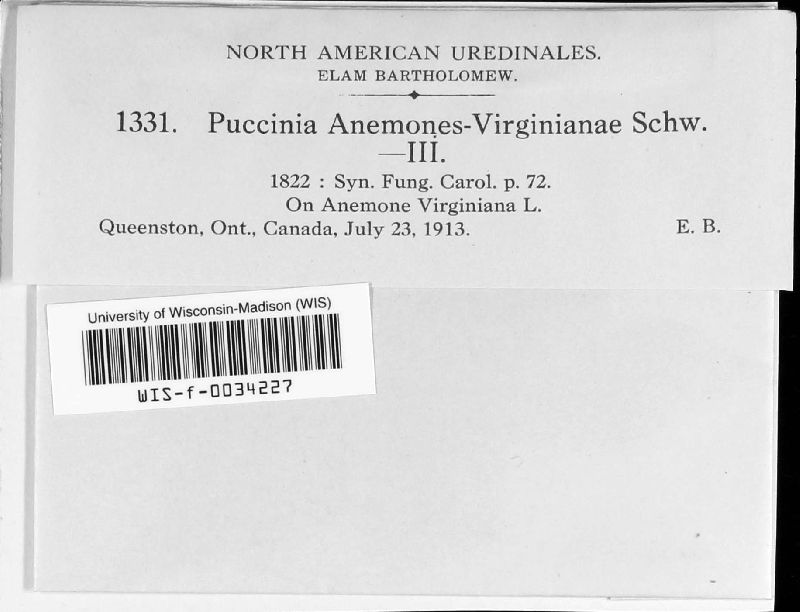 NORTH AMERICAN UREDINALES.
ELAM BARTHOLOMEW.
1331. Puccinia Anemones-Virginianae Schw.
—III.
1822 : Syn. Fung. Carol. p. 72.
On Anemone Virginiana L.
Queenston, Ont., Canada, July 23, 1913. E. B.
University of Wisconsin-Madison (WIS)
WIS-f-0034227